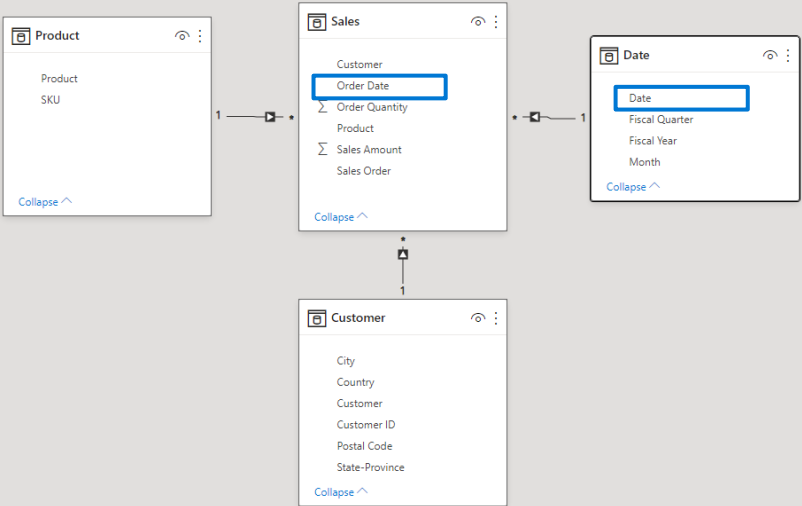 Product
Product
SKU
Collapse
1
*
Sales
Customer
Order Date
Σ Order Quantity
Product
Σ Sales Amount
Sales Order
Collapse
*
1
Date
Date
Fiscal Quarter
Fiscal Year
Month
Collapse
*
1
Customer
City
Country
Customer
Customer ID
Postal Code
State-Province
Collapse